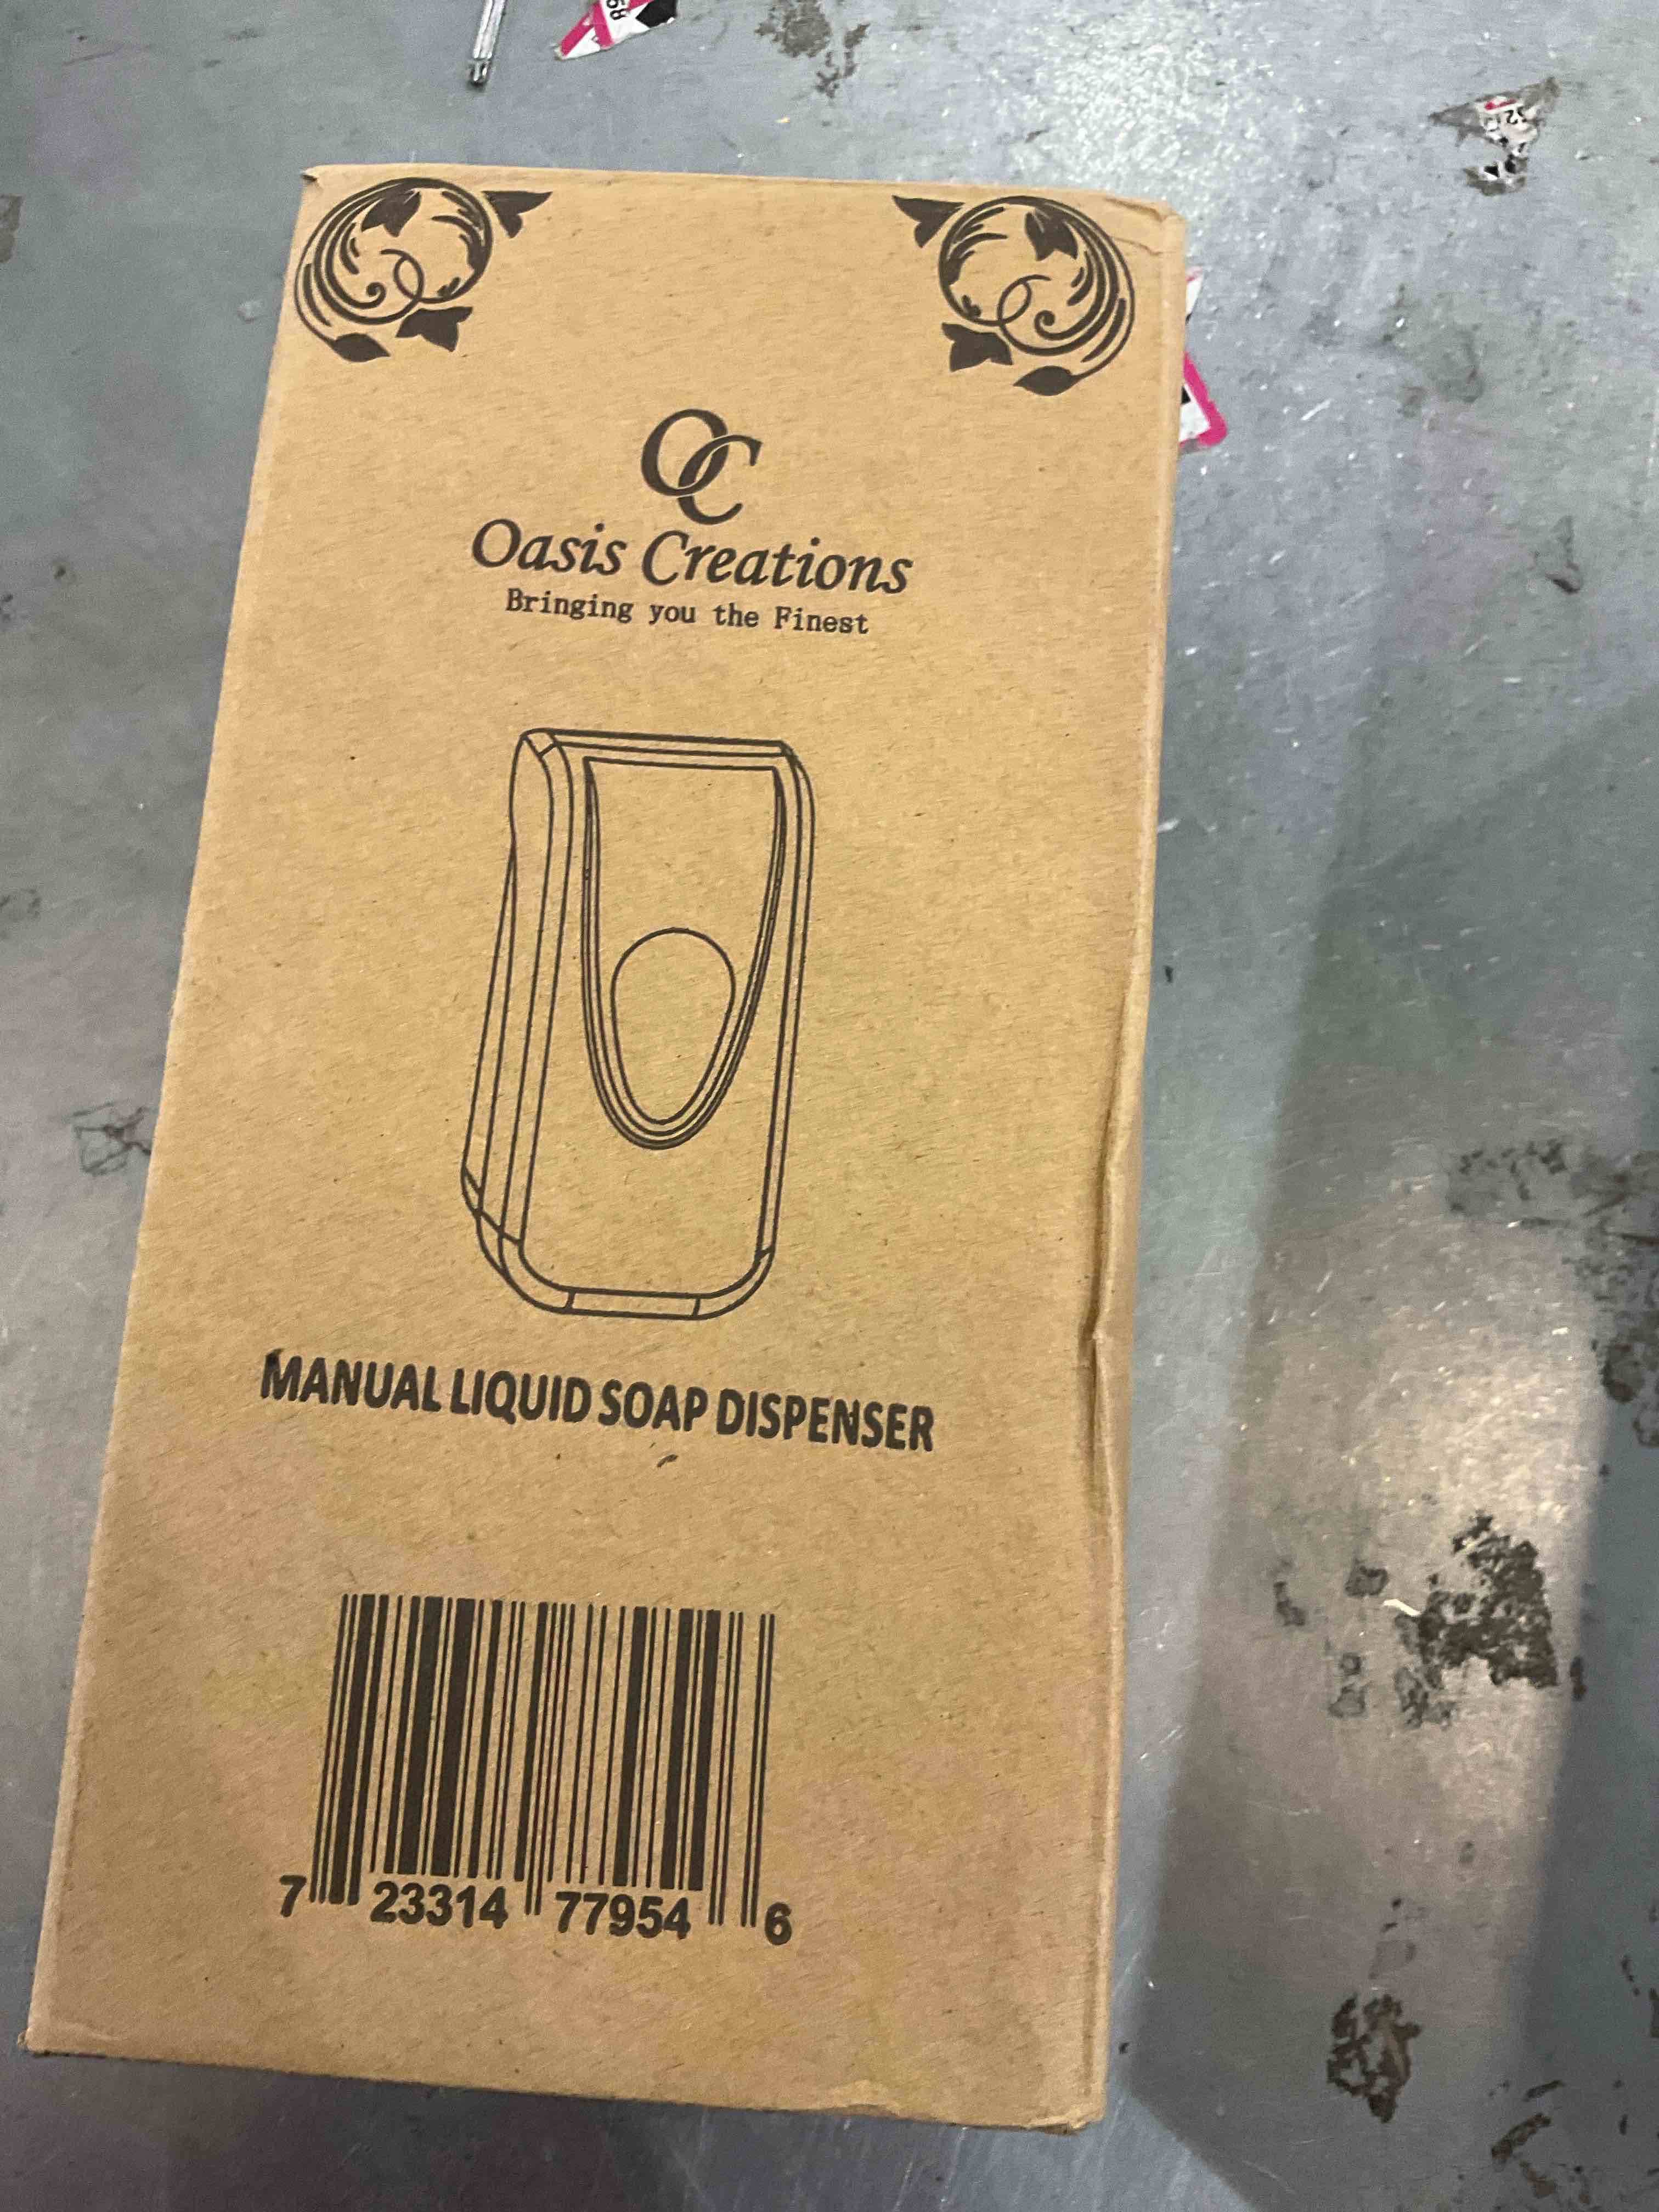 OC
Oasis Creations
Bringing you the Finest
MANUAL LIQUID SOAP DISPENSER
7 23314 77954 6